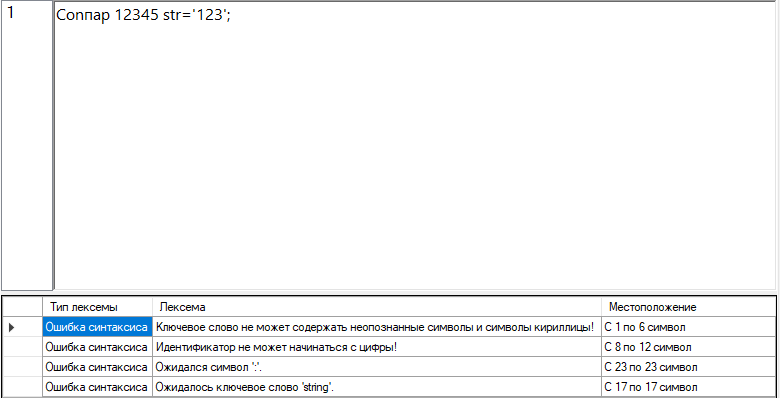 1
Сonпар 12345 str='123';
Тип лексемы Лексема Местоположение
Ошибка синтаксиса Ключевое слово не может содержать неопознанные символы и символы кириллицы! С 1 по 6 символ
Ошибка синтаксиса Идентификатор не может начинаться с цифры! С 8 по 12 символ
Ошибка синтаксиса Ожидался символ ':'. С 23 по 23 символ
Ошибка синтаксиса Ожидалось ключевое слово 'string'. С 17 по 17 символ